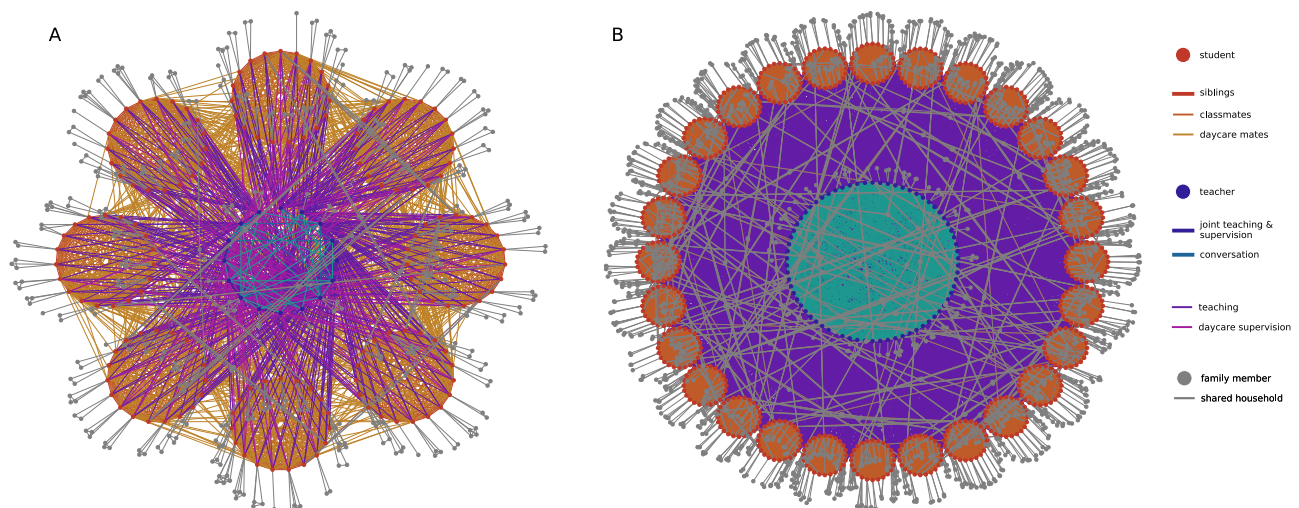 A
B
student
siblings
classmates
daycare mates
teacher
joint teaching &
supervision
conversation
teaching
daycare supervision
family member
shared household